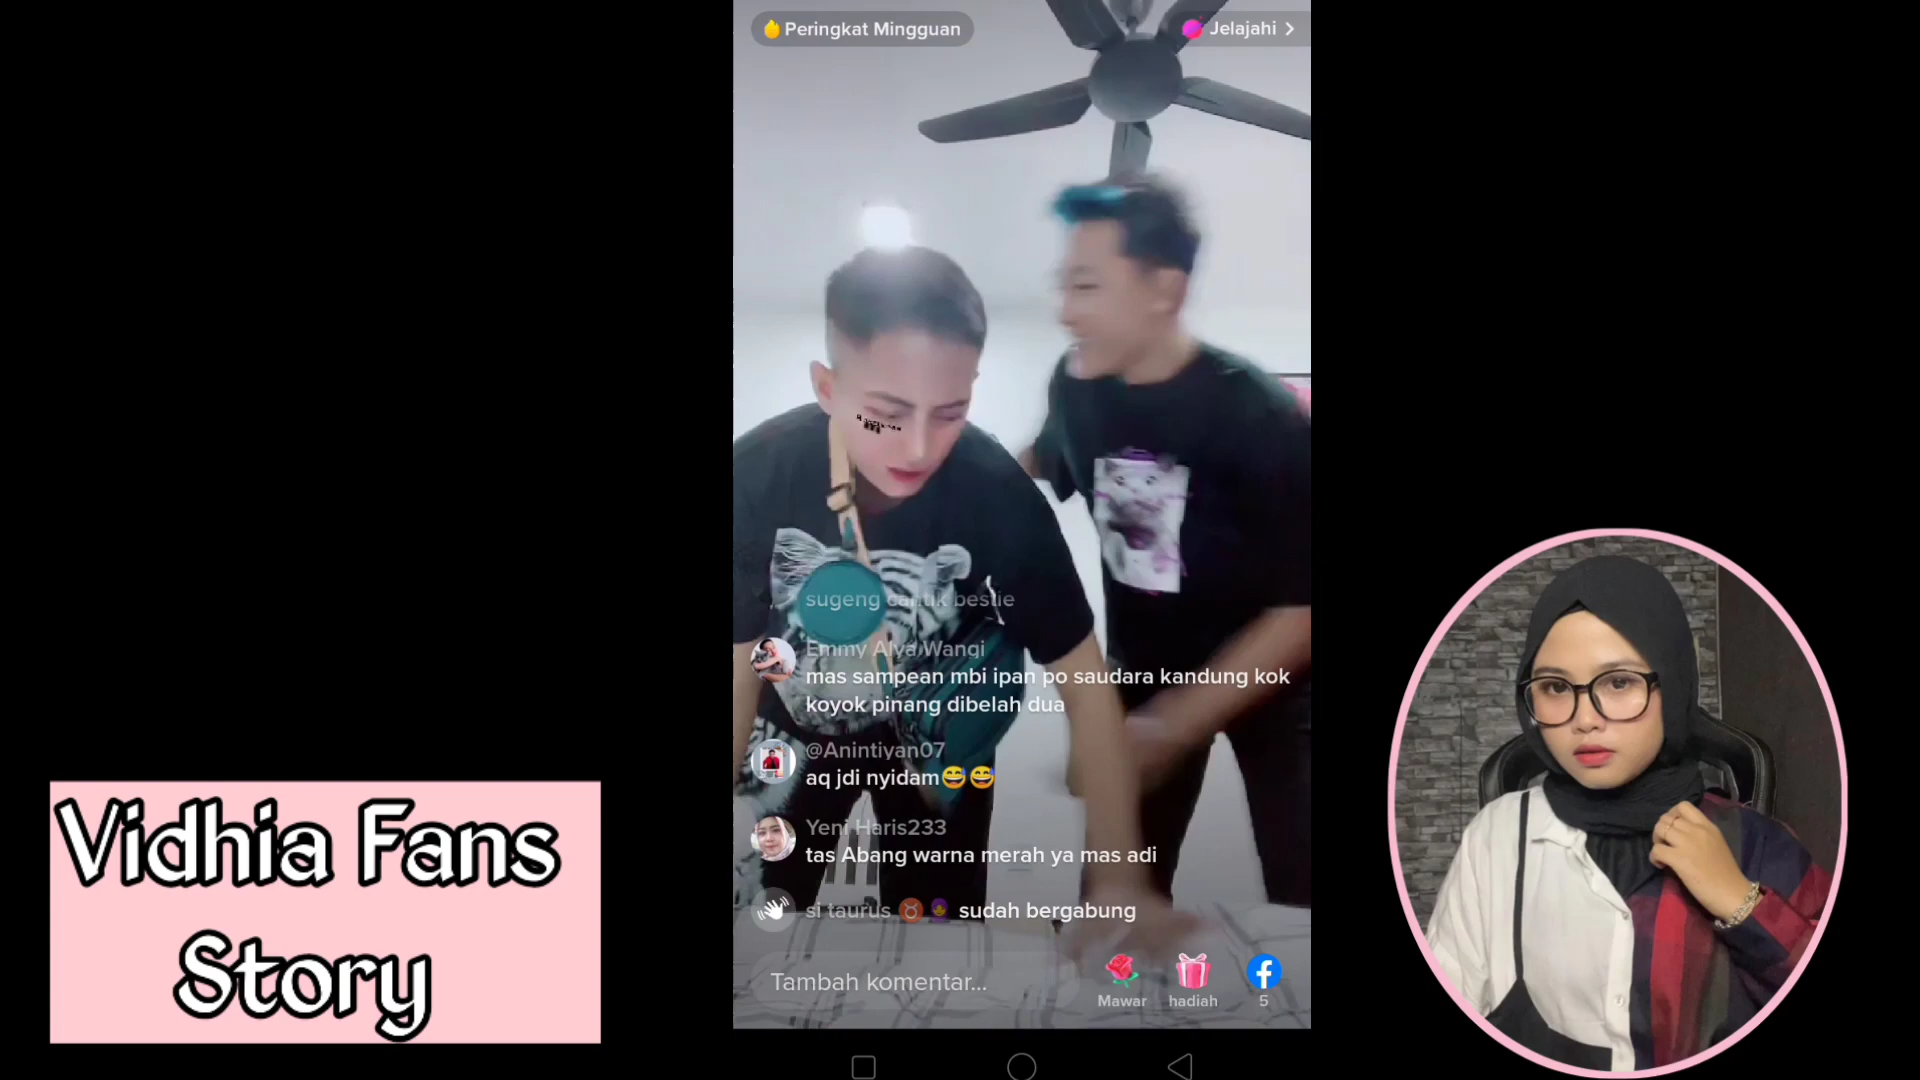 Peringkat Mingguan
Jelajahi
sugeng cantik bestie
Emmy Alya Wangi
mas sampean mbi ipan po saudara kandung kok
koyok pinang dibelah dua
@Anintiyan07
aq jdi nyidam😅😅
Yeni Haris233
tas Abang warna merah ya mas adi
si taurus ♉🧕 sudah bergabung
Tambah komentar...
Mawar
hadiah
5
Vidhia Fans
Story